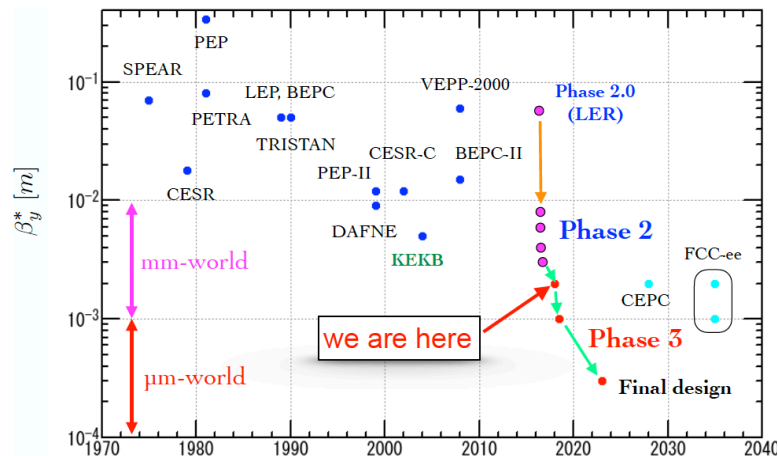 PEP
SPEAR
LEP, BEPC
VEPP-2000
Phase 2.0
(LER)
10⁻¹
PETRA
TRISTAN
CESR-C
BEPC-II
PEP-II
CESR
β*y [m]
10⁻²
DAFNE
Phase 2
KEKB
FCC-ee
mm-world
CEPC
10⁻³
we are here
Phase 3
μm-world
Final design
10⁻⁴
1970 1980 1990 2000 2010 2020 2030 2040